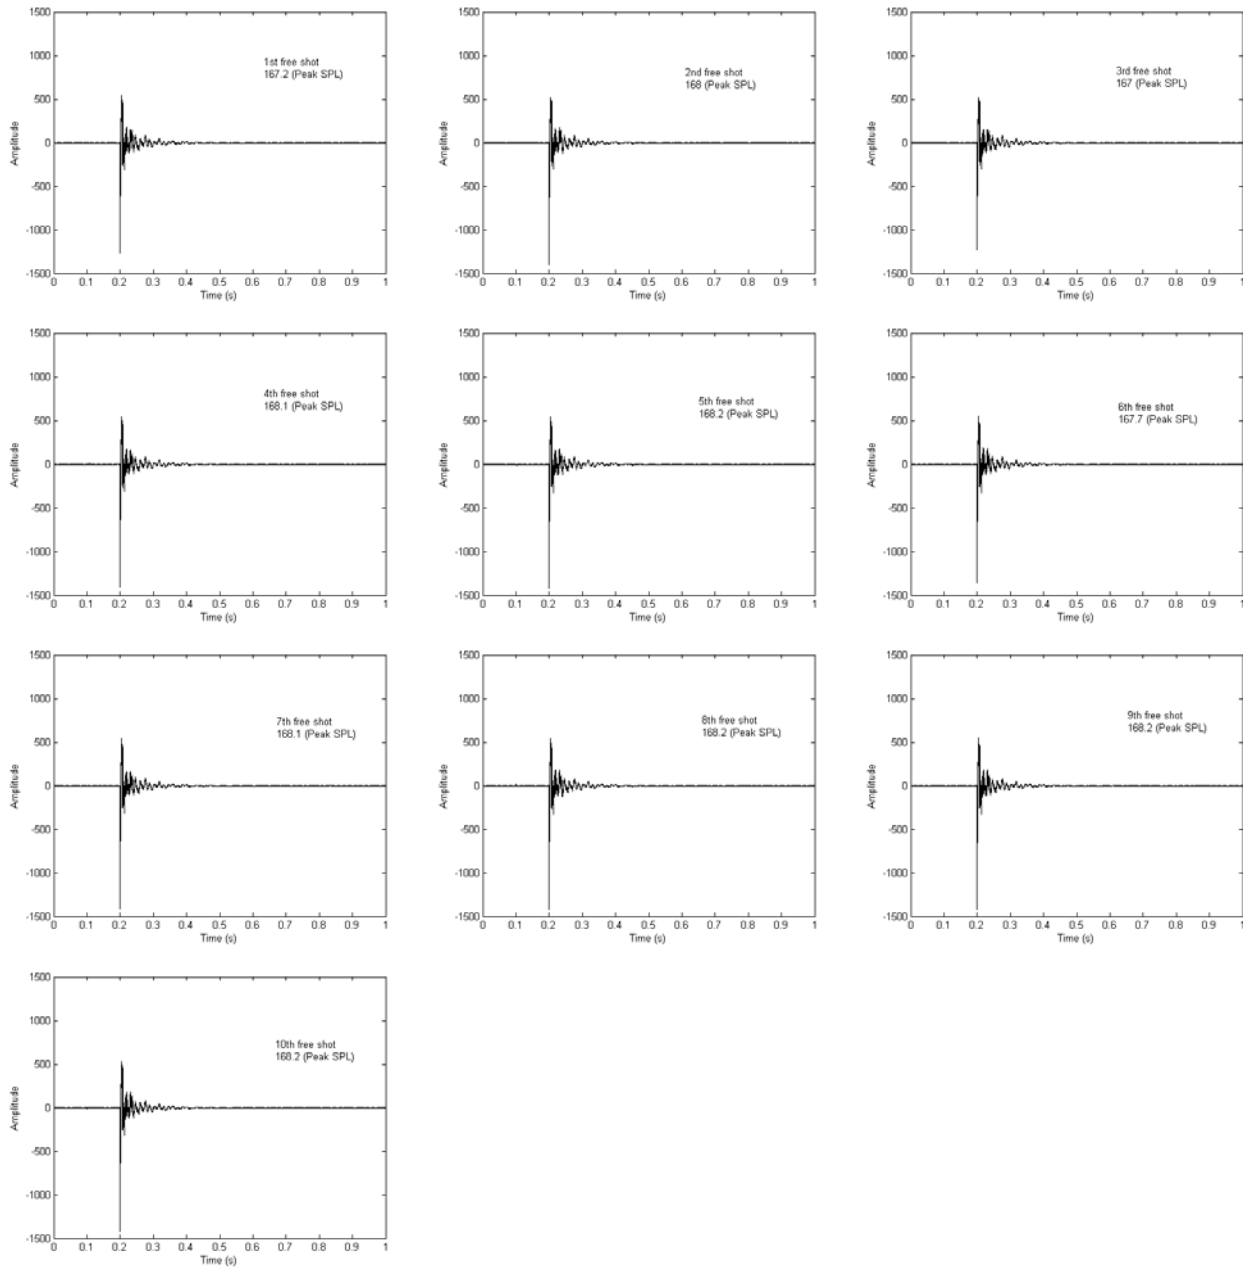 1500
1000
500
0
-500
-1000
-1500
Amplitude
1st free shot
167.2 (Peak SPL)
0 0.1 0.2 0.3 0.4 0.5 0.6 0.7 0.8 0.9 1
Time (s)
1500
1000
500
0
-500
-1000
-1500
Amplitude
2nd free shot
168 (Peak SPL)
0 0.1 0.2 0.3 0.4 0.5 0.6 0.7 0.8 0.9 1
Time (s)
1500
1000
500
0
-500
-1000
-1500
Amplitude
3rd free shot
167 (Peak SPL)
0 0.1 0.2 0.3 0.4 0.5 0.6 0.7 0.8 0.9 1
Time (s)
1500
1000
500
0
-500
-1000
-1500
Amplitude
4th free shot
168.1 (Peak SPL)
0 0.1 0.2 0.3 0.4 0.5 0.6 0.7 0.8 0.9 1
Time (s)
1500
1000
500
0
-500
-1000
-1500
Amplitude
5th free shot
168.2 (Peak SPL)
0 0.1 0.2 0.3 0.4 0.5 0.6 0.7 0.8 0.9 1
Time (s)
1500
1000
500
0
-500
-1000
-1500
Amplitude
6th free shot
167.7 (Peak SPL)
0 0.1 0.2 0.3 0.4 0.5 0.6 0.7 0.8 0.9 1
Time (s)
1500
1000
500
0
-500
-1000
-1500
Amplitude
7th free shot
168.1 (Peak SPL)
0 0.1 0.2 0.3 0.4 0.5 0.6 0.7 0.8 0.9 1
Time (s)
1500
1000
500
0
-500
-1000
-1500
Amplitude
8th free shot
168.2 (Peak SPL)
0 0.1 0.2 0.3 0.4 0.5 0.6 0.7 0.8 0.9 1
Time (s)
1500
1000
500
0
-500
-1000
-1500
Amplitude
9th free shot
168.2 (Peak SPL)
0 0.1 0.2 0.3 0.4 0.5 0.6 0.7 0.8 0.9 1
Time (s)
1500
1000
500
0
-500
-1000
-1500
Amplitude
10th free shot
168.2 (Peak SPL)
0 0.1 0.2 0.3 0.4 0.5 0.6 0.7 0.8 0.9 1
Time (s)